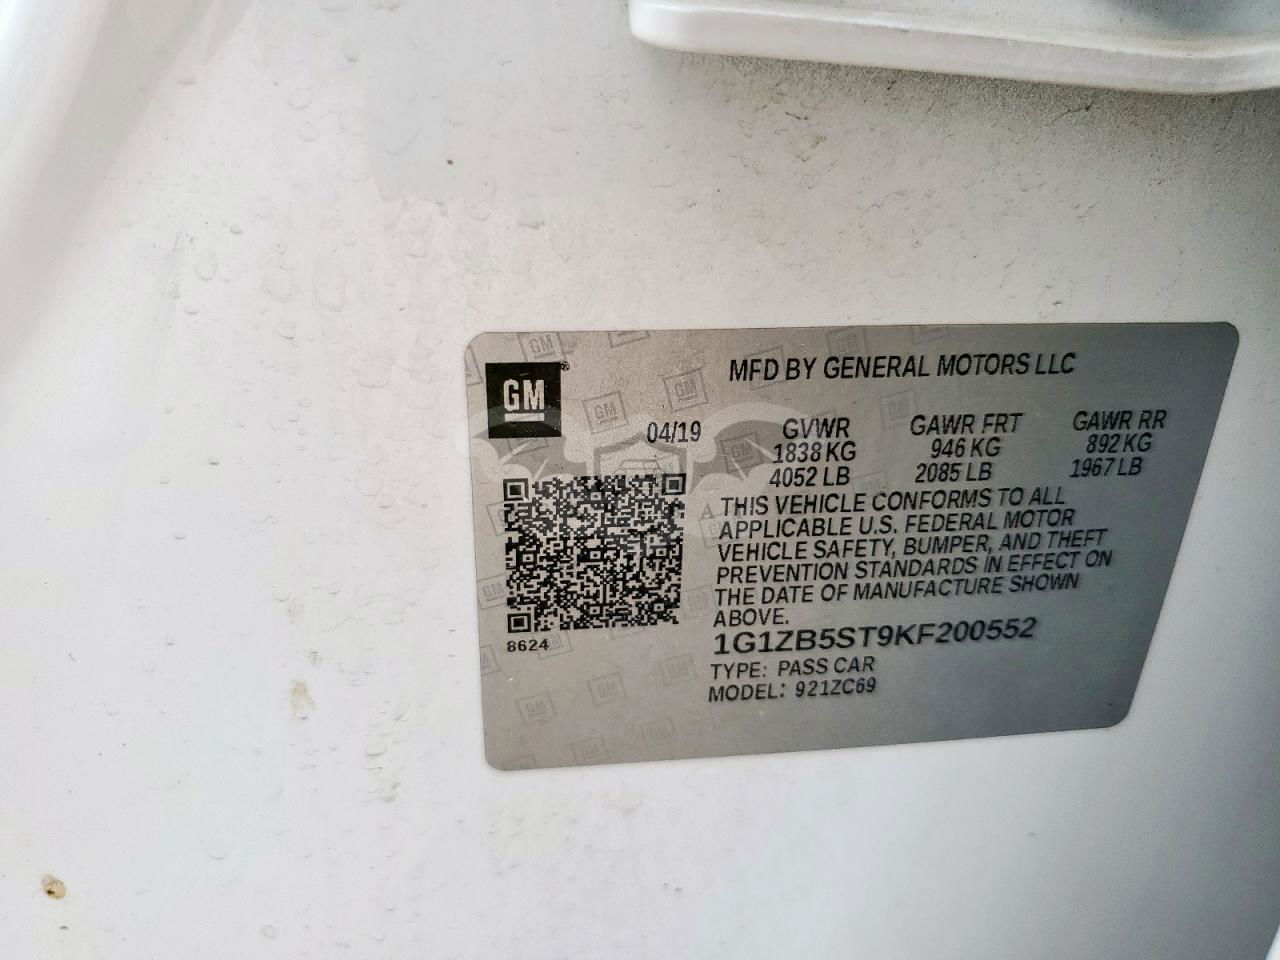 GM
MFD BY GENERAL MOTORS LLC
04/19
GVWR GAWR FRT GAWR RR
1838 KG 946 KG 892 KG
4052 LB 2085 LB 1967 LB
THIS VEHICLE CONFORMS TO ALL
APPLICABLE U.S. FEDERAL MOTOR
VEHICLE SAFETY, BUMPER, AND THEFT
PREVENTION STANDARDS IN EFFECT ON
THE DATE OF MANUFACTURE SHOWN
ABOVE.
8624
1G1ZB5ST9KF200552
TYPE: PASS CAR
MODEL: 921ZC69